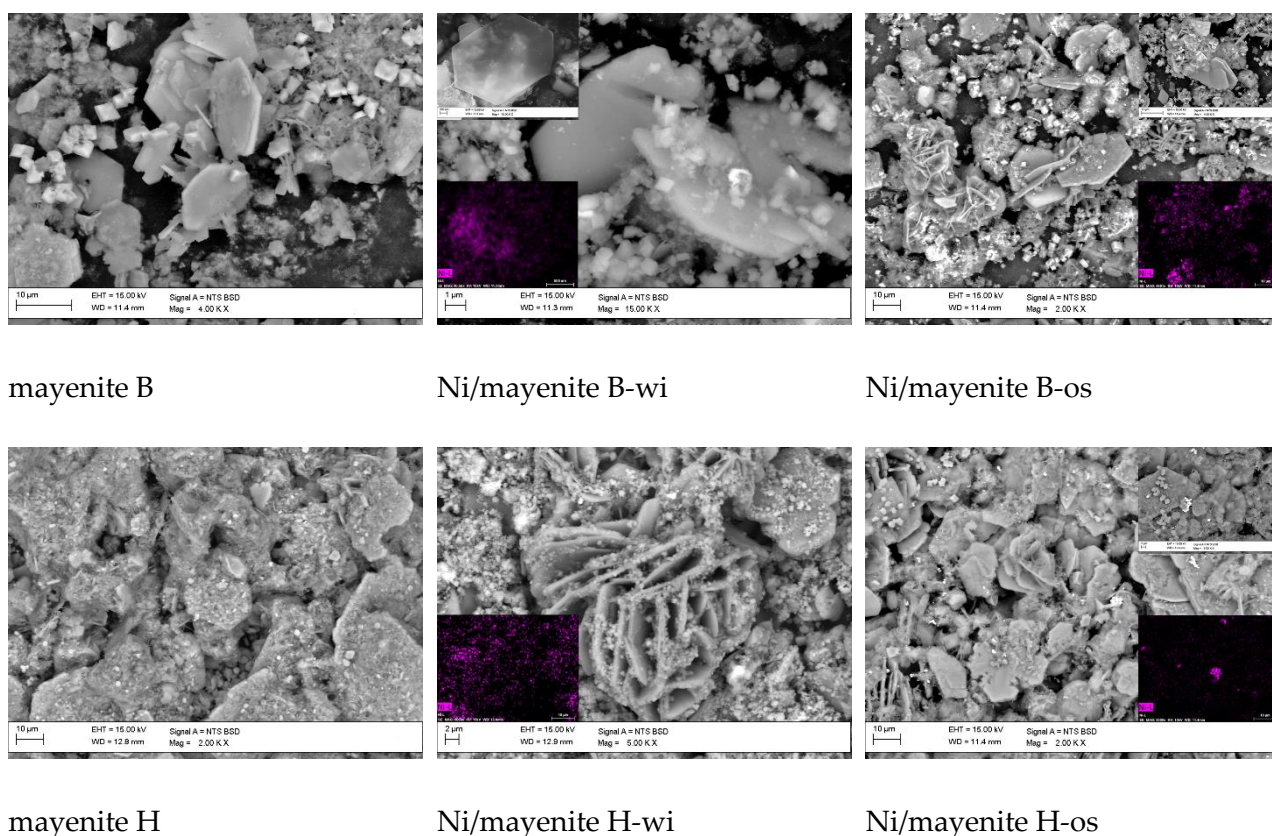 10 µm
EHT = 15.00 kV
WD = 11.4 mm
Signal A = NTS BSD
Mag = 4.00 K X
1 µm
EHT = 15.00 kV
WD = 11.3 mm
Signal A = NTS BSD
Mag = 15.00 K X
10 µm
EHT = 15.00 kV
WD = 11.4 mm
Signal A = NTS BSD
Mag = 2.00 K X
mayenite B
Ni/mayenite B-wi
Ni/mayenite B-os
10 µm
EHT = 15.00 kV
WD = 12.9 mm
Signal A = NTS BSD
Mag = 2.00 K X
2 µm
EHT = 15.00 kV
WD = 12.9 mm
Signal A = NTS BSD
Mag = 5.00 K X
10 µm
EHT = 15.00 kV
WD = 11.4 mm
Signal A = NTS BSD
Mag = 2.00 K X
mayenite H
Ni/mayenite H-wi
Ni/mayenite H-os